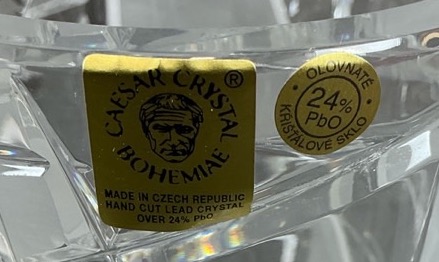 CAESAR CRYSTAL ®
BOHEMIAE
MADE IN CZECH REPUBLIC
HAND CUT LEAD CRYSTAL
OVER 24% PbO
OLOVNATÉ
24%
PbO
KŘIŠŤÁLOVÉ SKLO